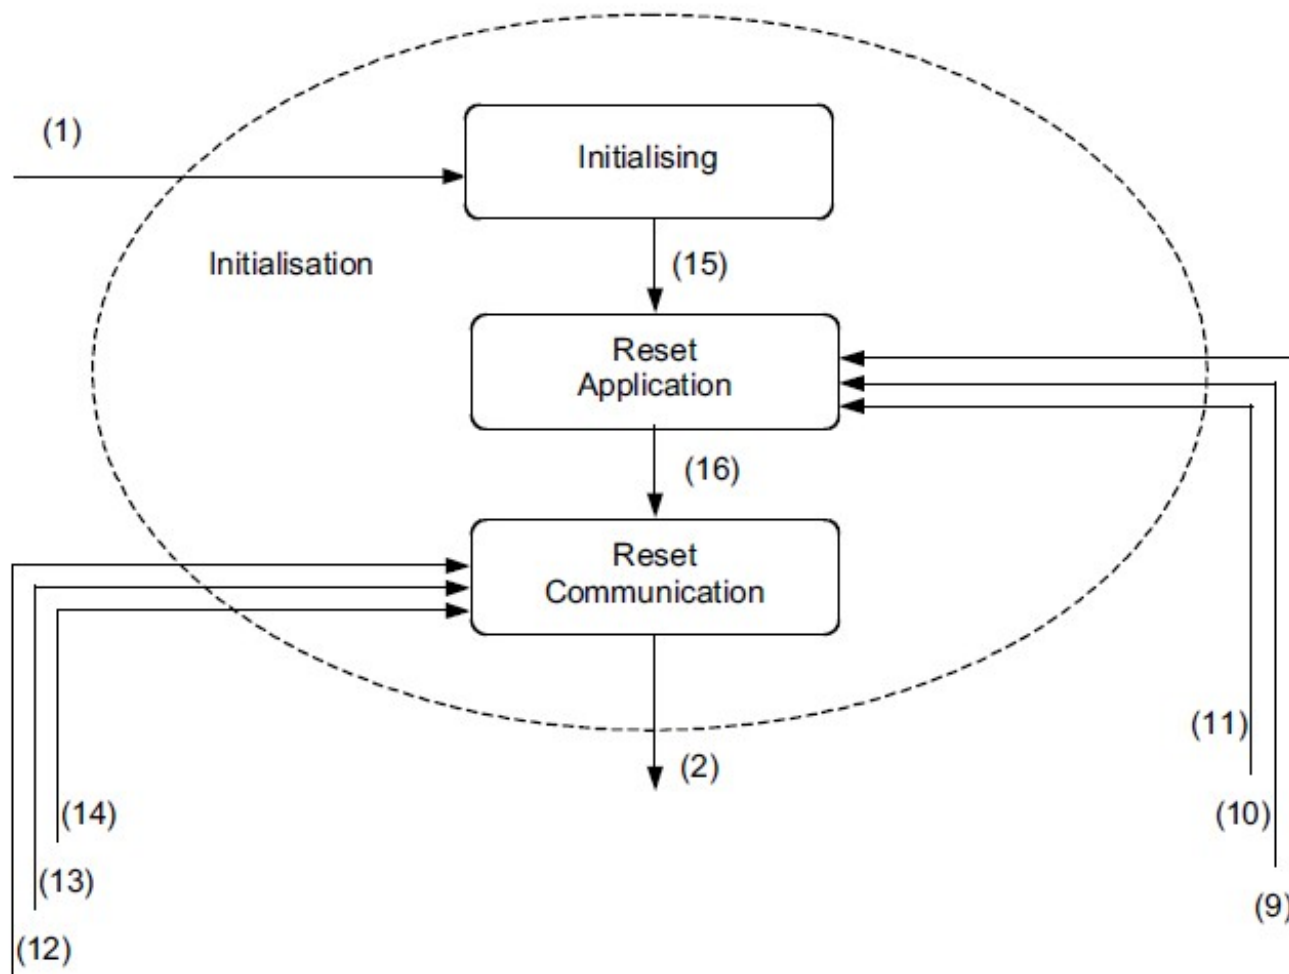 (1)
Initialising
Initialisation
(15)
Reset
Application
(16)
Reset
Communication
(11)
(2)
(14)
(10)
(13)
(9)
(12)